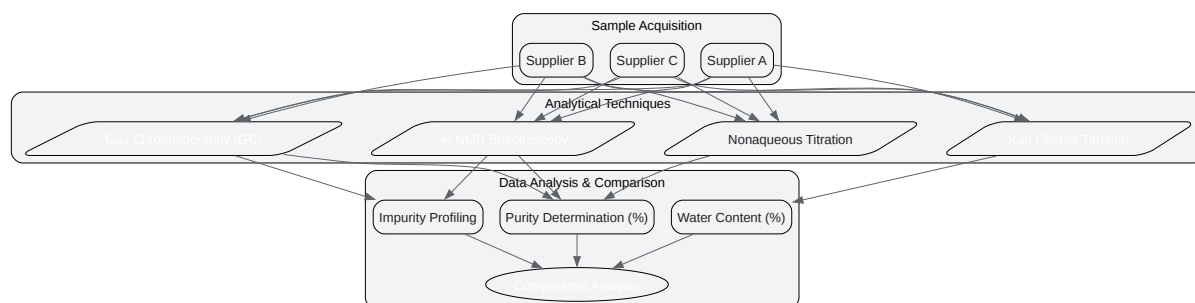 Sample Acquisition
Supplier B
Supplier C
Supplier A
Analytical Techniques
Gas Chromatography (GC)
¹H NMR Spectroscopy
Nonaqueous Titration
Karl Fischer Titration
Data Analysis & Comparison
Impurity Profiling
Purity Determination (%)
Water Content (%)
Comparative Analysis